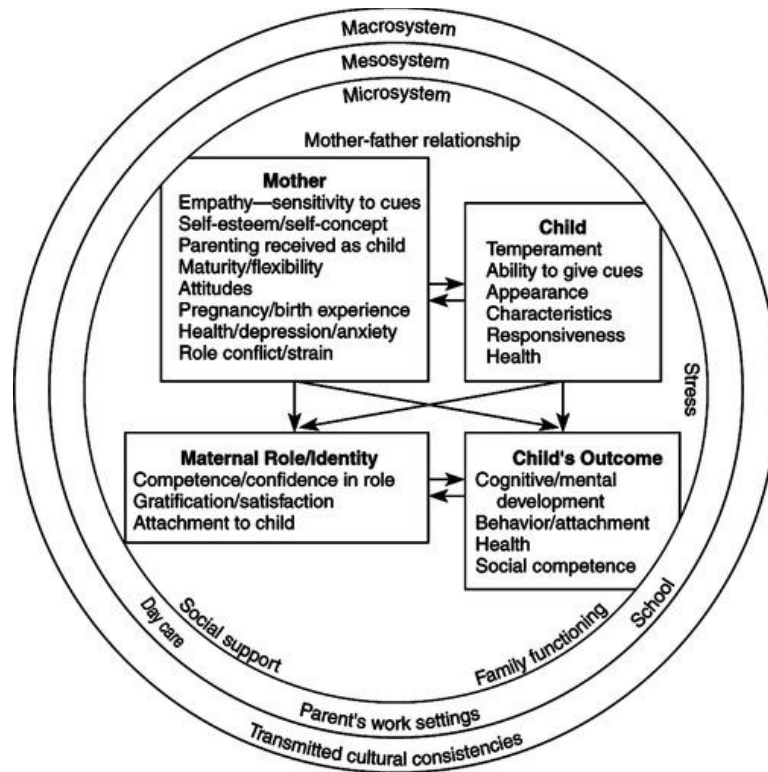 Macrosystem
Mesosystem
Microsystem
Mother-father relationship
Mother
Empathy—sensitivity to cues
Self-esteem/self-concept
Parenting received as child
Maturity/flexibility
Attitudes
Pregnancy/birth experience
Health/depression/anxiety
Role conflict/strain
Child
Temperament
Ability to give cues
Appearance
Characteristics
Responsiveness
Health
Stress
Maternal Role/Identity
Competence/confidence in role
Gratification/satisfaction
Attachment to child
Child's Outcome
Cognitive/mental
development
Behavior/attachment
Health
Social competence
Day care
Social support
Family functioning
School
Parent's work settings
Transmitted cultural consistencies